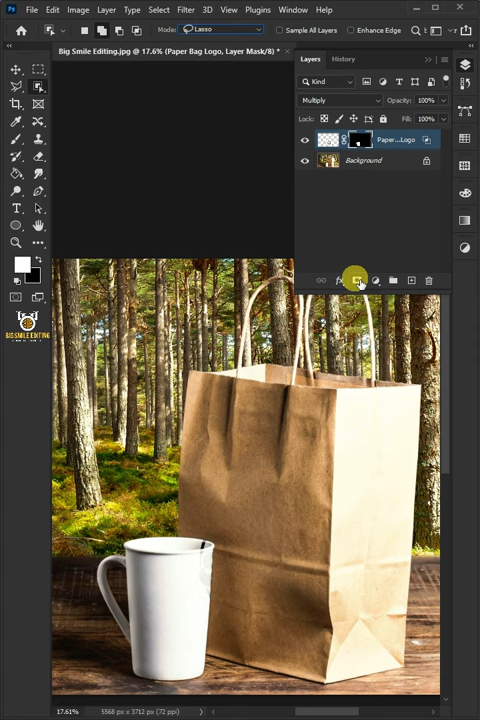 Ps File Edit Image Layer Type Select Filter 3D View Plugins Window Help
Mode: Lasso Sample All Layers Enhance Edge
Big Smile Editing.jpg @ 17.6% (Paper Bag Logo, Layer Mask/8) * ×
Layers History
Kind
Multiply Opacity: 100%
Lock: Fill: 100%
Paper...Logo
Background
fx
T
BIG SMILE EDITING
17.61% 5568 px x 3712 px (72 ppi)